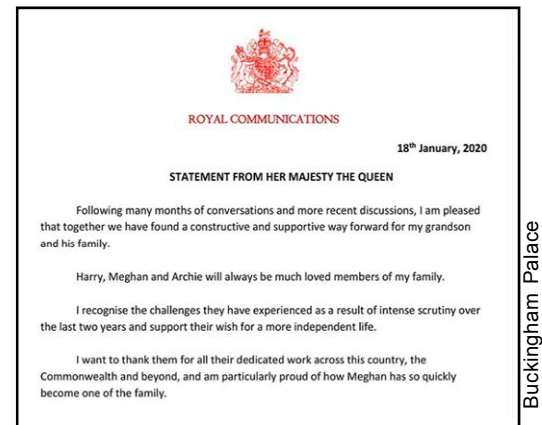 ROYAL COMMUNICATIONS
18th January, 2020
STATEMENT FROM HER MAJESTY THE QUEEN
Following many months of conversations and more recent discussions, I am pleased
that together we have found a constructive and supportive way forward for my grandson
and his family.
Harry, Meghan and Archie will always be much loved members of my family.
I recognise the challenges they have experienced as a result of intense scrutiny over
the last two years and support their wish for a more independent life.
I want to thank them for all their dedicated work across this country, the
Commonwealth and beyond, and am particularly proud of how Meghan has so quickly
become one of the family.
Buckingham Palace